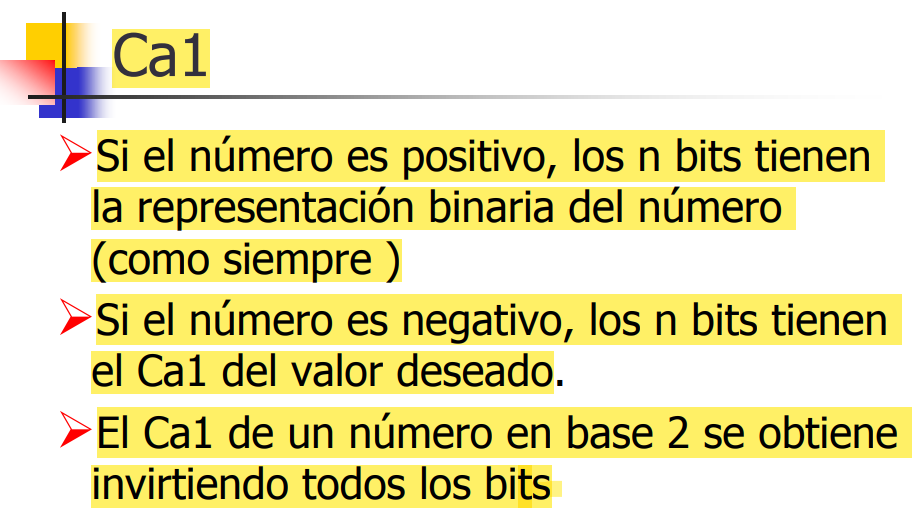 Ca1
Si el número es positivo, los n bits tienen
la representación binaria del número
(como siempre )
Si el número es negativo, los n bits tienen
el Ca1 del valor deseado.
El Ca1 de un número en base 2 se obtiene
invirtiendo todos los bits